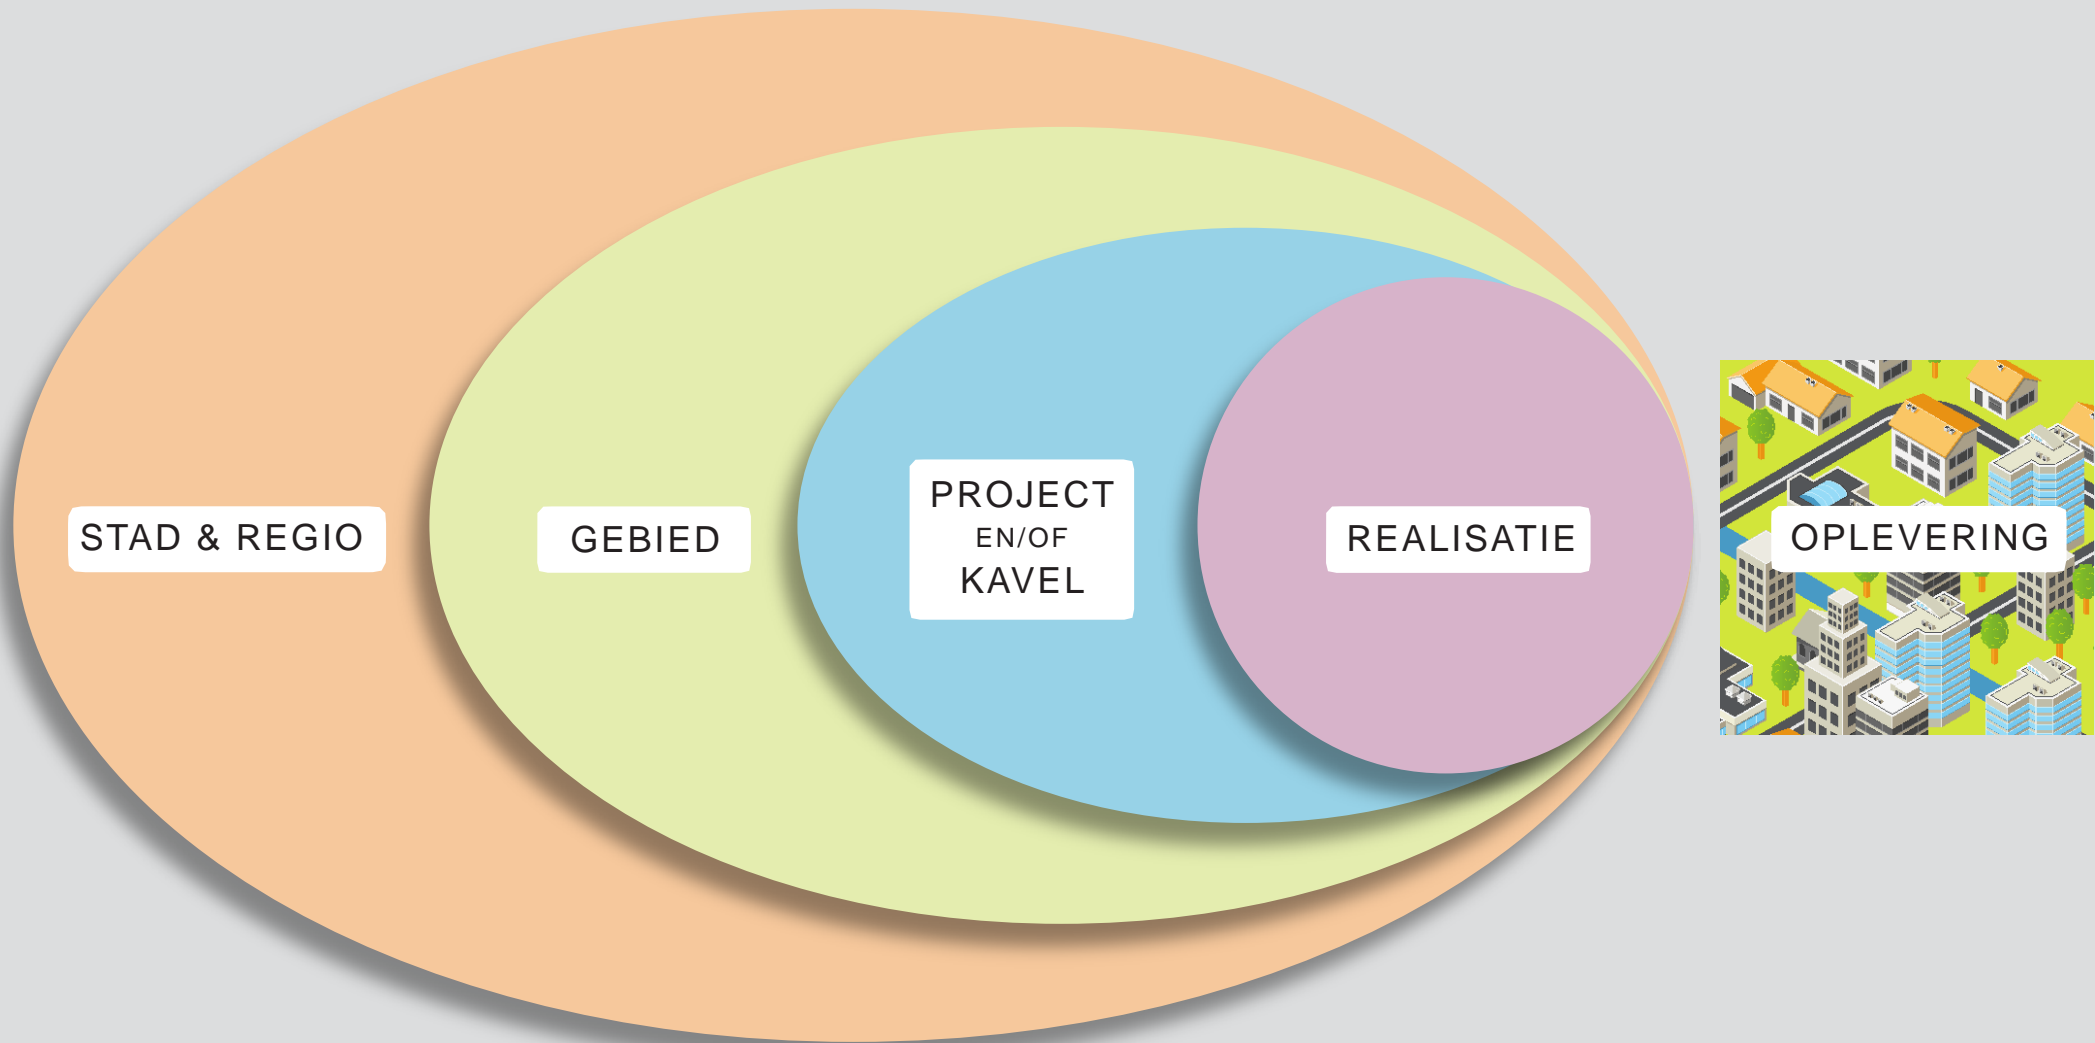 STAD & REGIO
GEBIED
PROJECT
EN/OF
KAVEL
REALISATIE
OPLEVERING